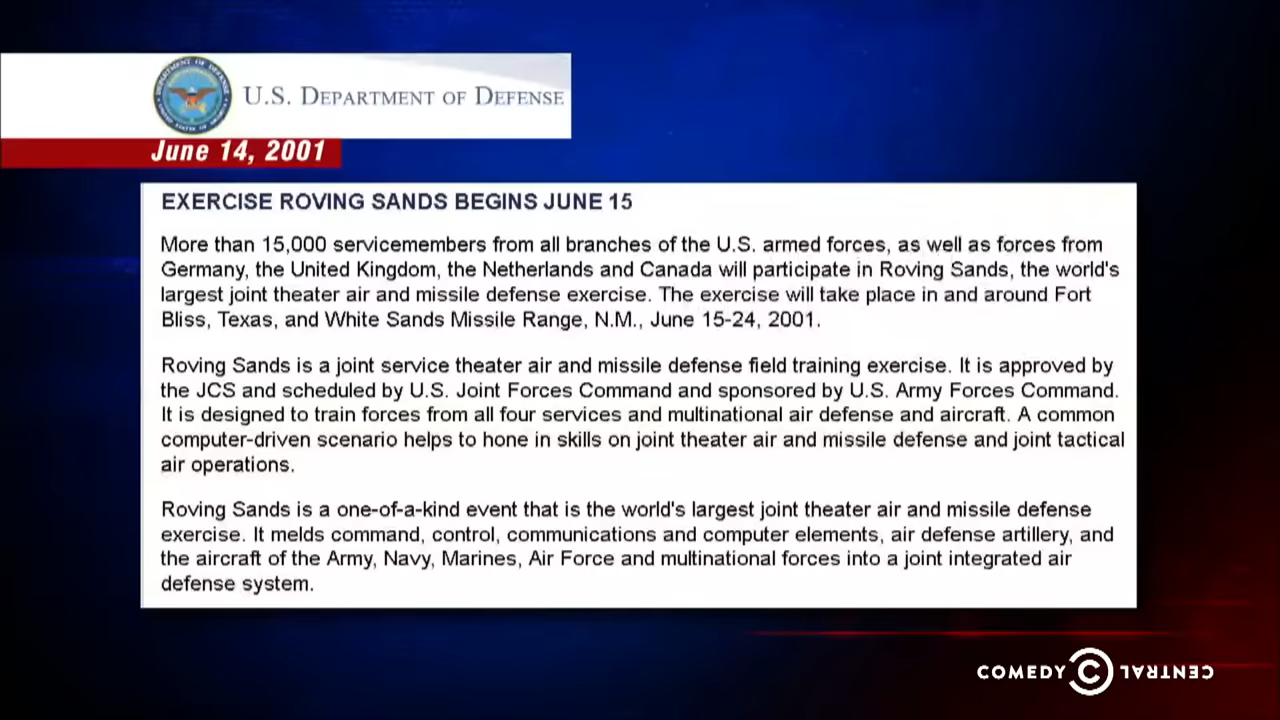 U.S. DEPARTMENT OF DEFENSE
June 14, 2001
EXERCISE ROVING SANDS BEGINS JUNE 15
More than 15,000 servicemembers from all branches of the U.S. armed forces, as well as forces from
Germany, the United Kingdom, the Netherlands and Canada will participate in Roving Sands, the world's
largest joint theater air and missile defense exercise. The exercise will take place in and around Fort
Bliss, Texas, and White Sands Missile Range, N.M., June 15-24, 2001.
Roving Sands is a joint service theater air and missile defense field training exercise. It is approved by
the JCS and scheduled by U.S. Joint Forces Command and sponsored by U.S. Army Forces Command.
It is designed to train forces from all four services and multinational air defense and aircraft. A common
computer-driven scenario helps to hone in skills on joint theater air and missile defense and joint tactical
air operations.
Roving Sands is a one-of-a-kind event that is the world's largest joint theater air and missile defense
exercise. It melds command, control, communications and computer elements, air defense artillery, and
the aircraft of the Army, Navy, Marines, Air Force and multinational forces into a joint integrated air
defense system.
COMEDY CENTRAL